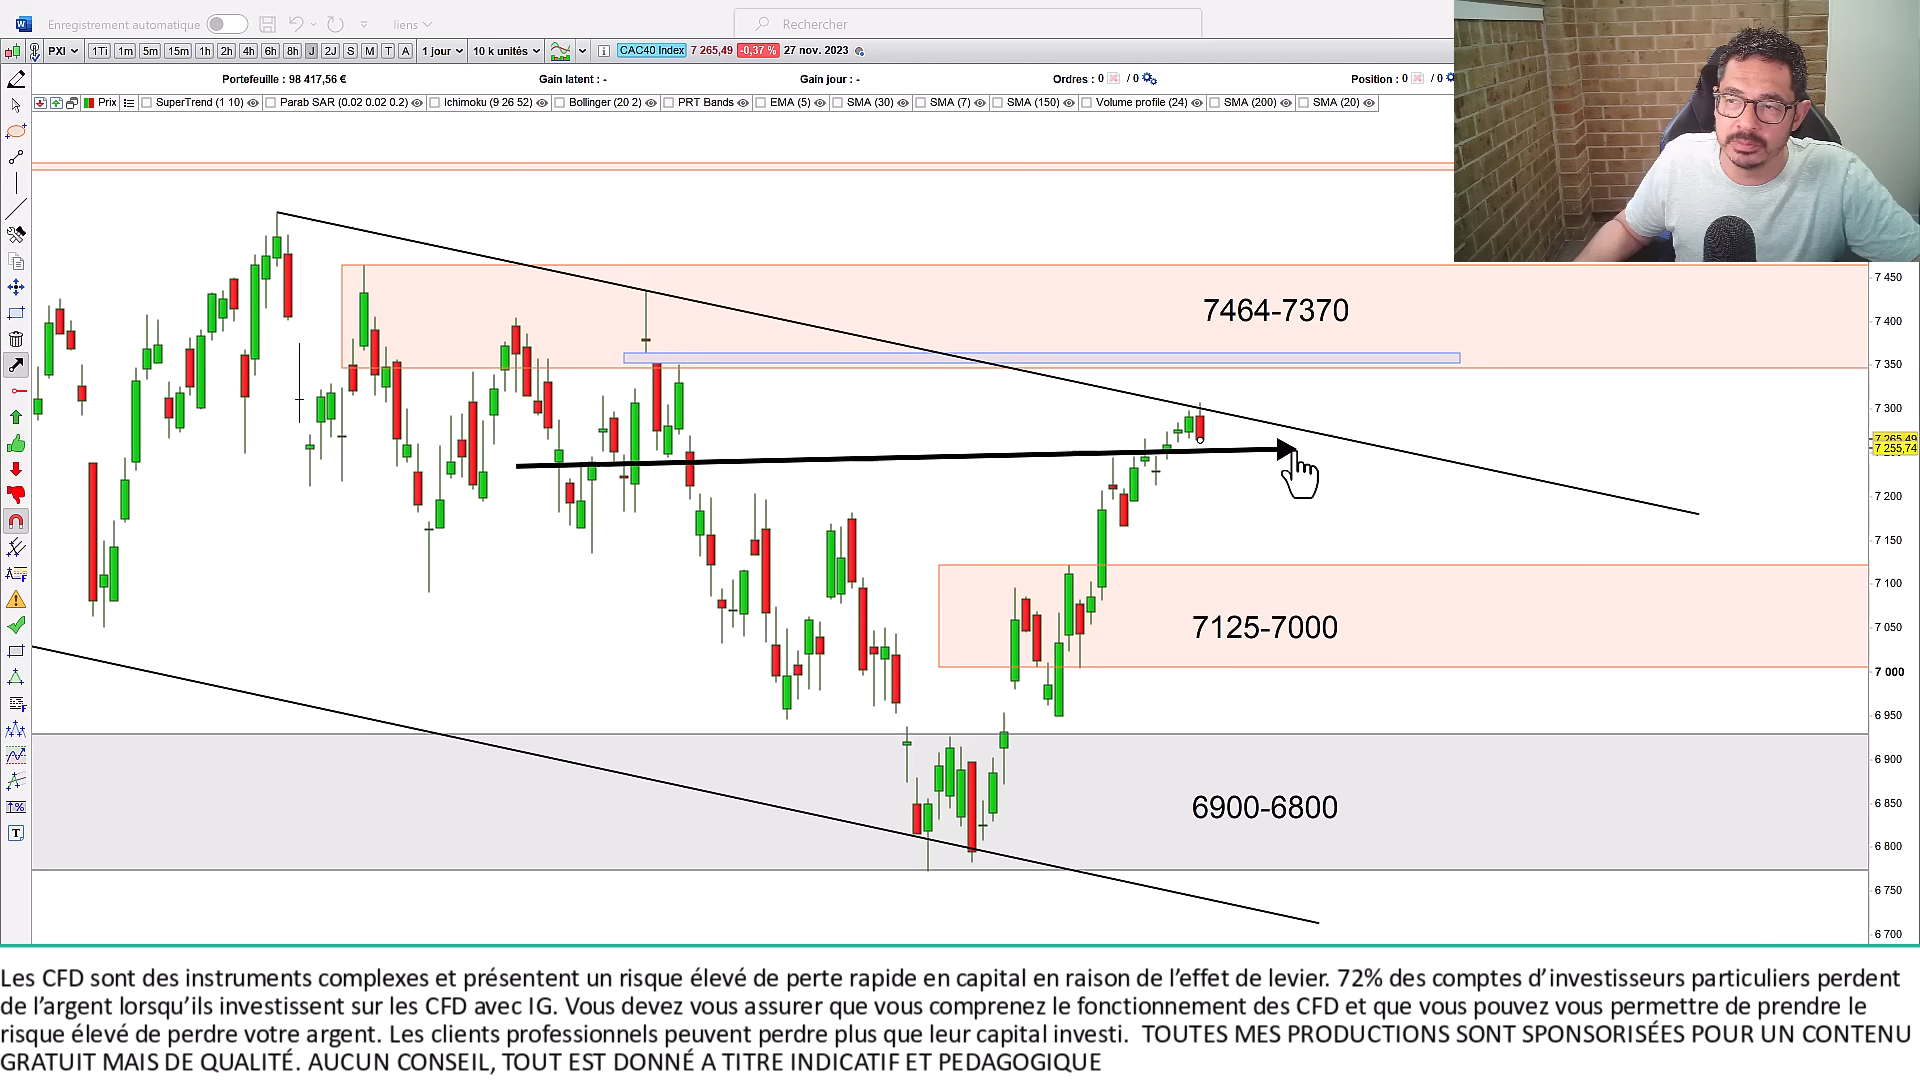 Enregistrement automatique
liens
Rechercher
PXI 1Ti 1m 5m 15m 1h 2h 4h 6h 8h J 2J S M T A 1 jour 10 k unités CAC40 Index 7 265,49 -0,37 % 27 nov. 2023
Portefeuille : 98 417,56 € Gain latent : - Gain jour : - Ordres : 0 / 0 Position : 0 / 0
Prix SuperTrend (1 10) Parab SAR (0.02 0.02 0.2) Ichimoku (9 26 52) Bollinger (20 2) PRT Bands EMA (5) SMA (30) SMA (7) SMA (150) Volume profile (24) SMA (200) SMA (20)
7 450
7464-7370
7 400
7 350
7 300
7 265,49
7 255,74
7 200
7 150
7 100
7125-7000
7 050
7 000
6 950
6 900
6900-6800
6 850
6 800
6 750
6 700
Les CFD sont des instruments complexes et présentent un risque élevé de perte rapide en capital en raison de l’effet de levier. 72% des comptes d’investisseurs particuliers perdent
de l’argent lorsqu’ils investissent sur les CFD avec IG. Vous devez vous assurer que vous comprenez le fonctionnement des CFD et que vous pouvez vous permettre de prendre le
risque élevé de perdre votre argent. Les clients professionnels peuvent perdre plus que leur capital investi. TOUTES MES PRODUCTIONS SONT SPONSORISÉES POUR UN CONTENU
GRATUIT MAIS DE QUALITÉ. AUCUN CONSEIL, TOUT EST DONNÉ A TITRE INDICATIF ET PEDAGOGIQUE